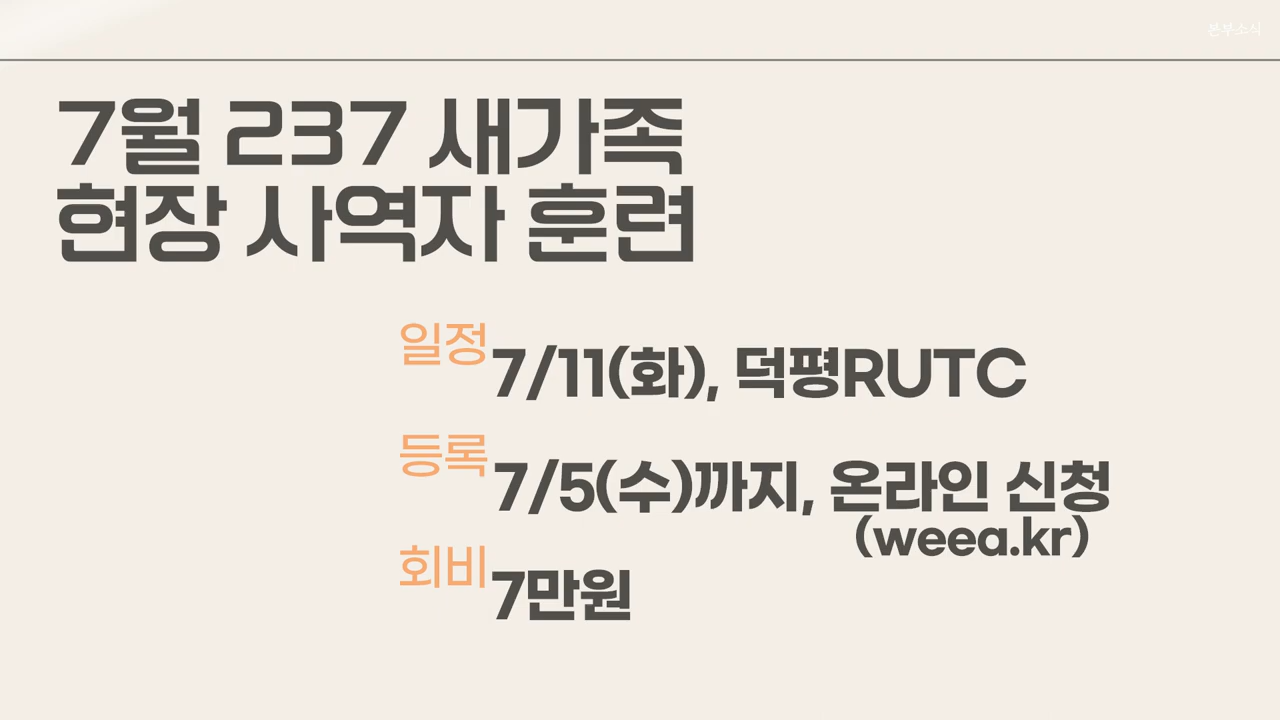 본부소식
7월 237 새가족
현장 사역자 훈련
일정 7/11(화), 덕평RUTC
등록 7/5(수)까지, 온라인 신청
(weea.kr)
회비 7만원